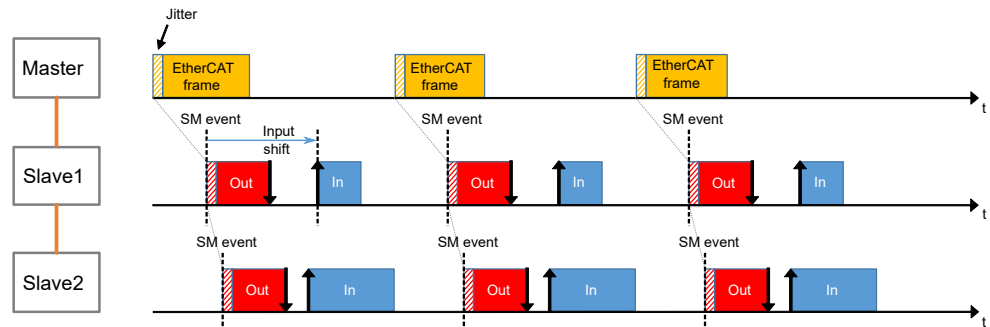 Jitter
Master
EtherCAT
frame
EtherCAT
frame
EtherCAT
frame
t
SM event
Input
shift
SM event
SM event
Slave1
Out
In
Out
In
Out
In
t
SM event
SM event
SM event
Slave2
Out
In
Out
In
Out
In
t